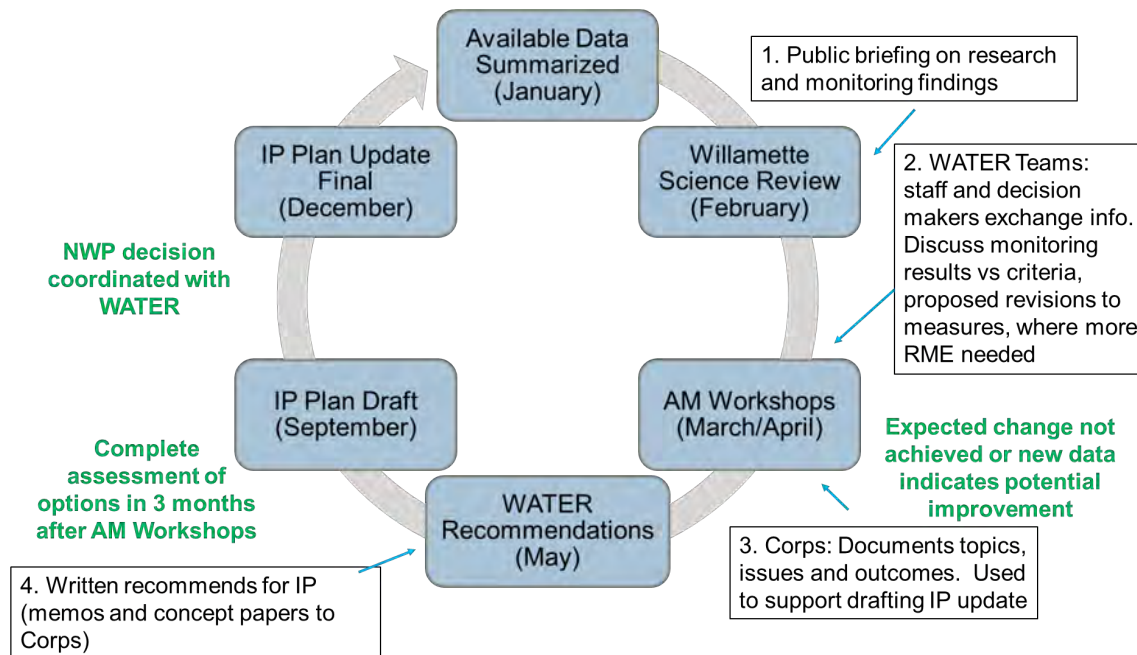 Available Data
Summarized
(January)
1. Public briefing on research
and monitoring findings
Willamette
Science Review
(February)
2. WATER Teams:
staff and decision
makers exchange info.
Discuss monitoring
results vs criteria,
proposed revisions to
measures, where more
RME needed
AM Workshops
(March/April)
Expected change not
achieved or new data
indicates potential
improvement
3. Corps: Documents topics,
issues and outcomes. Used
to support drafting IP update
WATER
Recommendations
(May)
4. Written recommends for IP
(memos and concept papers to
Corps)
Complete
assessment of
options in 3 months
after AM Workshops
IP Plan Draft
(September)
NWP decision
coordinated with
WATER
IP Plan Update
Final
(December)